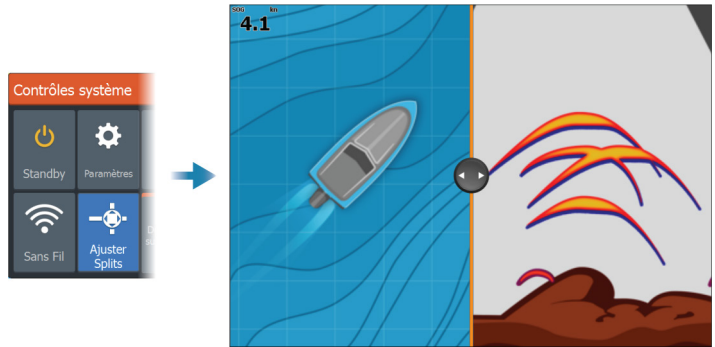 Contrôles système
Standby
Paramètres
Sans Fil
Ajuster
Splits
SOG kn
4.1